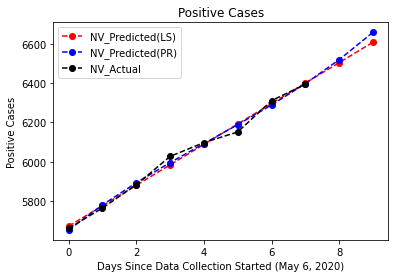 Positive Cases
NV_Predicted(LS)
NV_Predicted(PR)
NV_Actual
6600
6400
6200
6000
5800
Positive Cases
0 2 4 6 8
Days Since Data Collection Started (May 6, 2020)